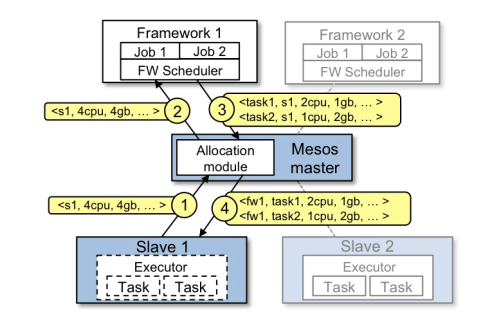 Framework 1
Job 1
Job 2
FW Scheduler
Framework 2
Job 1
Job 2
FW Scheduler
<s1, 4cpu, 4gb, … >
2
3
<task1, s1, 2cpu, 1gb, … >
<task2, s1, 1cpu, 2gb, … >
Allocation
module
Mesos
master
<s1, 4cpu, 4gb, … >
1
4
<fw1, task1, 2cpu, 1gb, … >
<fw1, task2, 1cpu, 2gb, … >
Slave 1
Executor
Task
Task
Slave 2
Executor
Task
Task